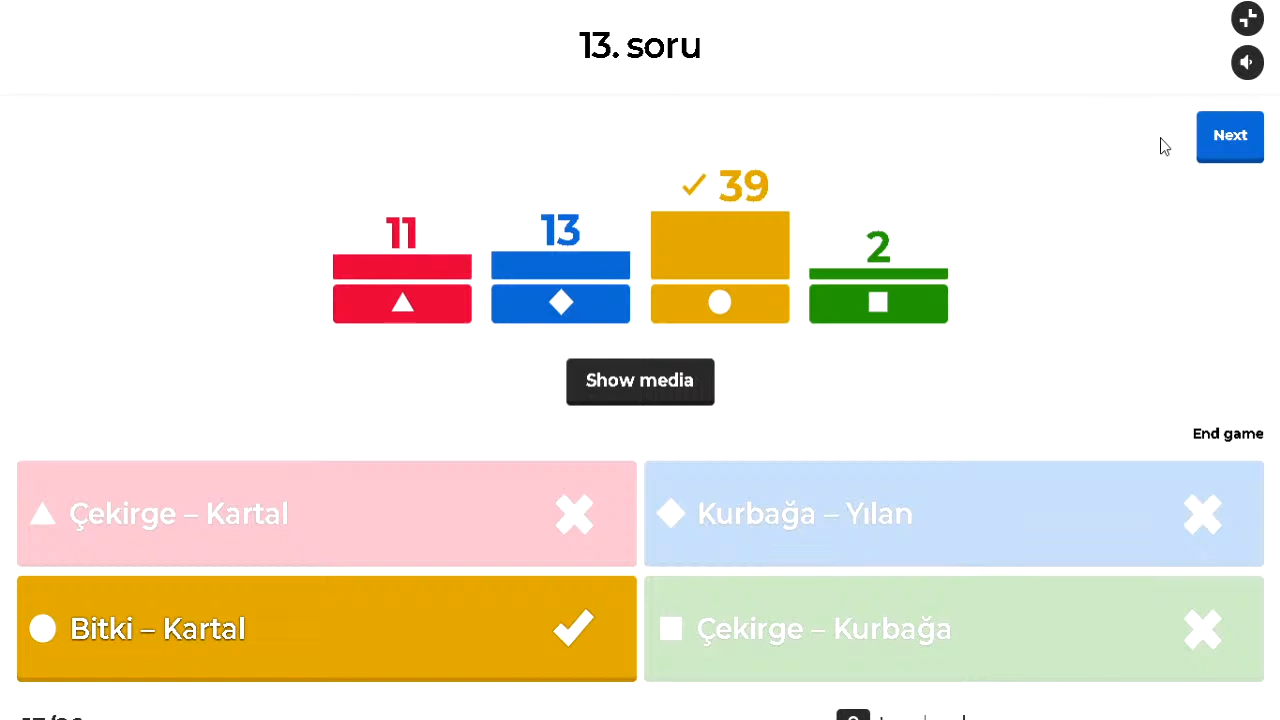 13. soru
Next
39
11
13
2
Show media
End game
Çekirge – Kartal
Kurbağa – Yılan
Bitki – Kartal
Çekirge – Kurbağa